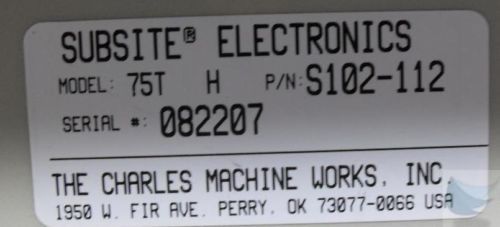 SUBSITE® ELECTRONICS
MODEL: 75T H P/N: S102-112
SERIAL #: 082207
THE CHARLES MACHINE WORKS, INC.
1950 W. FIR AVE. PERRY, OK 73077-0066 USA